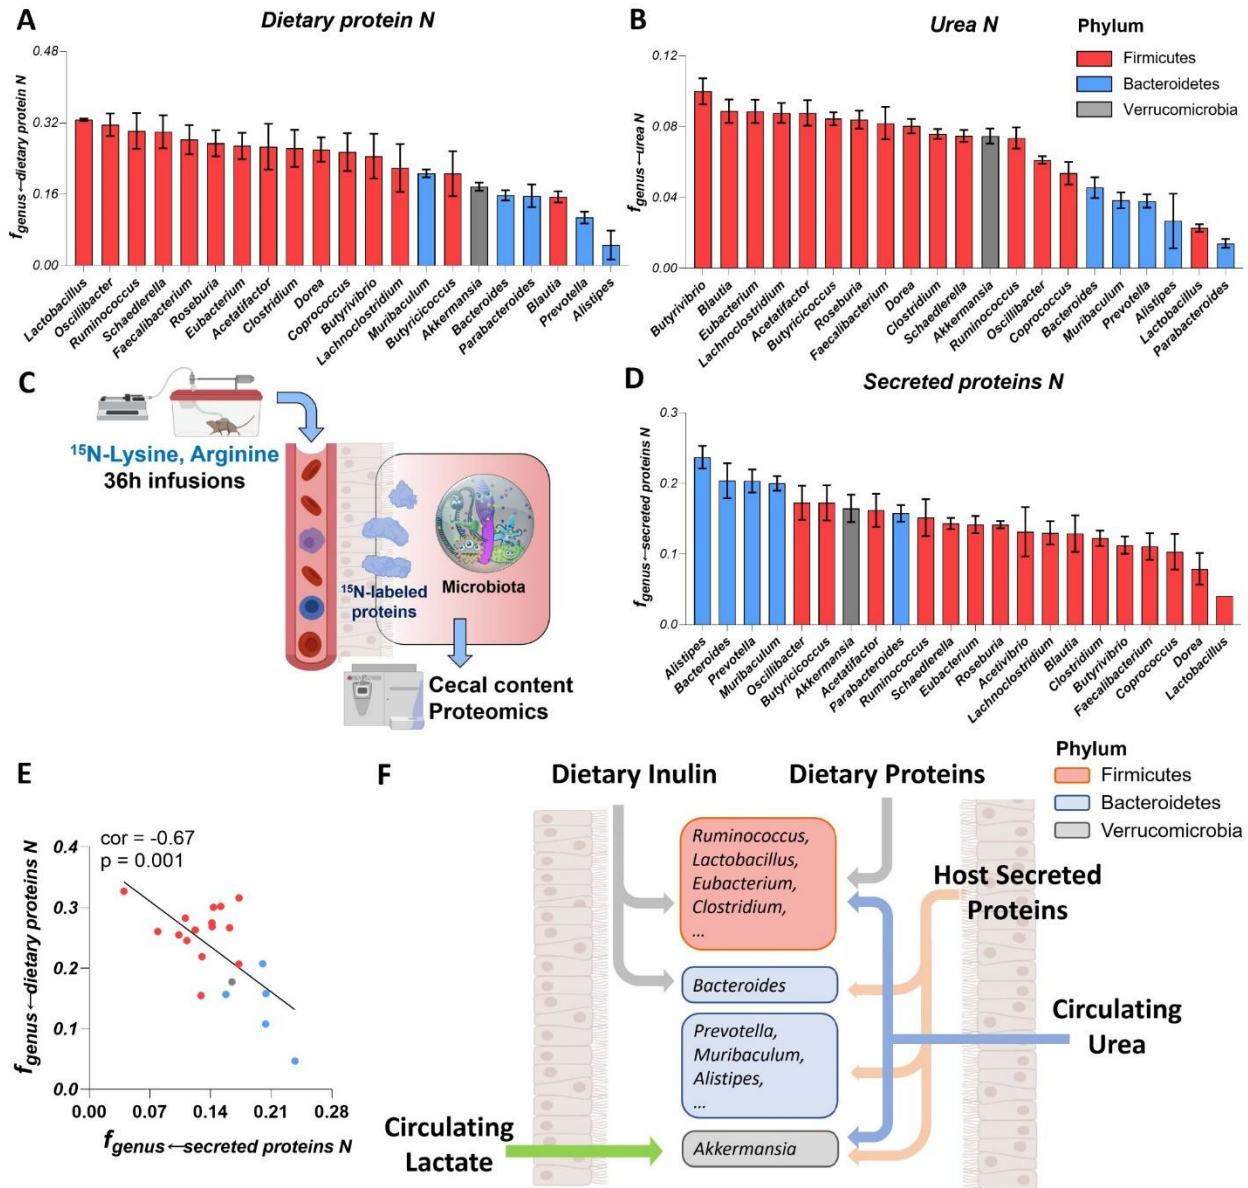 A
Dietary protein N
f genus←dietary protein N
0.48
0.32
0.16
0.00
Lactobacillus
Oscillibacter
Ruminococcus
Schaedlerella
Faecalibacterium
Roseburia
Eubacterium
Acetatifactor
Clostridium
Dorea
Coprococcus
Butyrivibrio
Lachnoclostridium
Muribaculum
Butyricicoccus
Akkermansia
Bacteroides
Parabacteroides
Blautia
Prevotella
Alistipes
B
Urea N
f genus←urea N
0.12
0.08
0.04
0.00
Butyrivibrio
Blautia
Eubacterium
Lachnoclostridium
Acetatifactor
Butyricicoccus
Roseburia
Faecalibacterium
Dorea
Clostridium
Schaedlerella
Akkermansia
Ruminococcus
Oscillibacter
Coprococcus
Bacteroides
Muribaculum
Prevotella
Alistipes
Lactobacillus
Parabacteroides
Phylum
Firmicutes
Bacteroidetes
Verrucomicrobia
C
15N-Lysine, Arginine
36h infusions
15N-labeled
proteins
Microbiota
Cecal content
Proteomics
D
Secreted proteins N
f genus←secreted proteins N
0.3
0.2
0.1
0.0
Alistipes
Bacteroides
Prevotella
Muribaculum
Oscillibacter
Butyricicoccus
Akkermansia
Acetatifactor
Parabacteroides
Ruminococcus
Schaedlerella
Eubacterium
Roseburia
Acetivibrio
Lachnoclostridium
Blautia
Clostridium
Butyrivibrio
Faecalibacterium
Coprococcus
Dorea
Lactobacillus
E
cor = -0.67
p = 0.001
f genus←dietary proteins N
0.4
0.3
0.2
0.1
0.0
0.00 0.07 0.14 0.21 0.28
f genus←secreted proteins N
F
Phylum
Firmicutes
Bacteroidetes
Verrucomicrobia
Dietary Inulin
Dietary Proteins
Ruminococcus,
Lactobacillus,
Eubacterium,
Clostridium,
...
Host Secreted
Proteins
Bacteroides
Prevotella,
Muribaculum,
Alistipes,
...
Circulating
Urea
Circulating
Lactate
Akkermansia